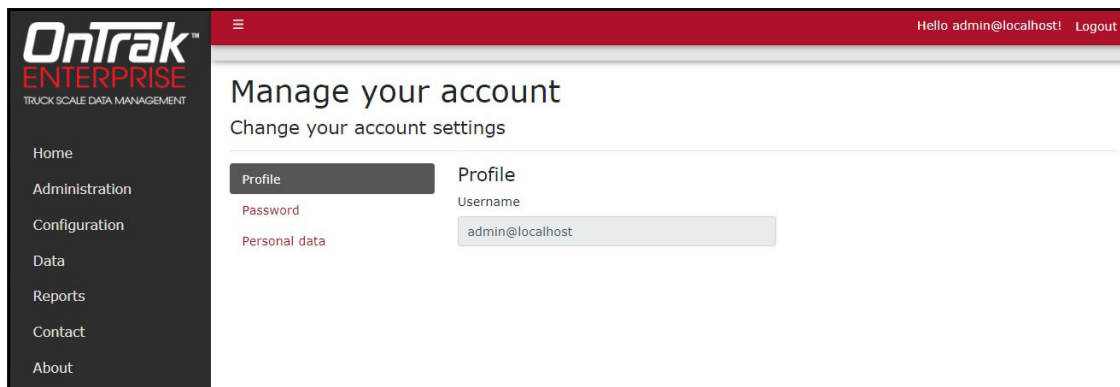 OnTrak™
ENTERPRISE
TRUCK SCALE DATA MANAGEMENT
Home
Administration
Configuration
Data
Reports
Contact
About
☰ Hello admin@localhost! Logout
Manage your account
Change your account settings
Profile
Password
Personal data
Profile
Username
admin@localhost